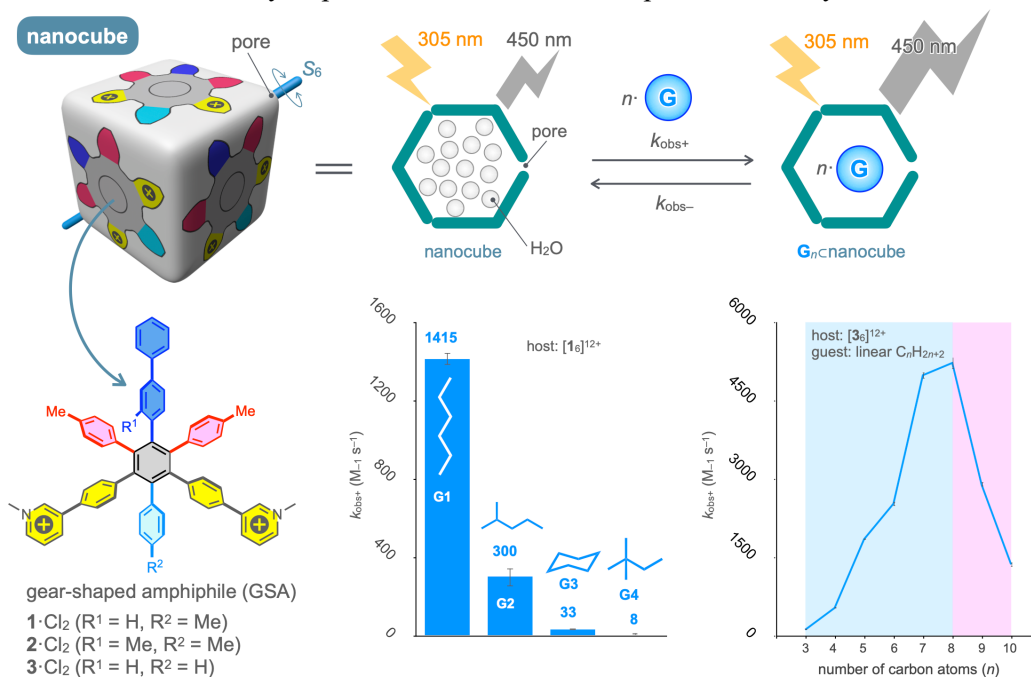 nanocube
pore
S6
305 nm
450 nm
pore
H2O
nanocube
n· G
kobs+
kobs–
305 nm
450 nm
n· G
Gn⊂nanocube
R1
Me
Me
N
N
R2
gear-shaped amphiphile (GSA)
1·Cl2 (R1 = H, R2 = Me)
2·Cl2 (R1 = Me, R2 = Me)
3·Cl2 (R1 = H, R2 = H)
kobs+ (M–1 s–1)
1600
1200
800
400
0
host: [16]12+
1415
G1
300
G2
G3
33
G4
8
kobs+ (M–1 s–1)
6000
4500
3000
1500
0
host: [36]12+
guest: linear CnH2n+2
3 4 5 6 7 8 9 10
number of carbon atoms (n)